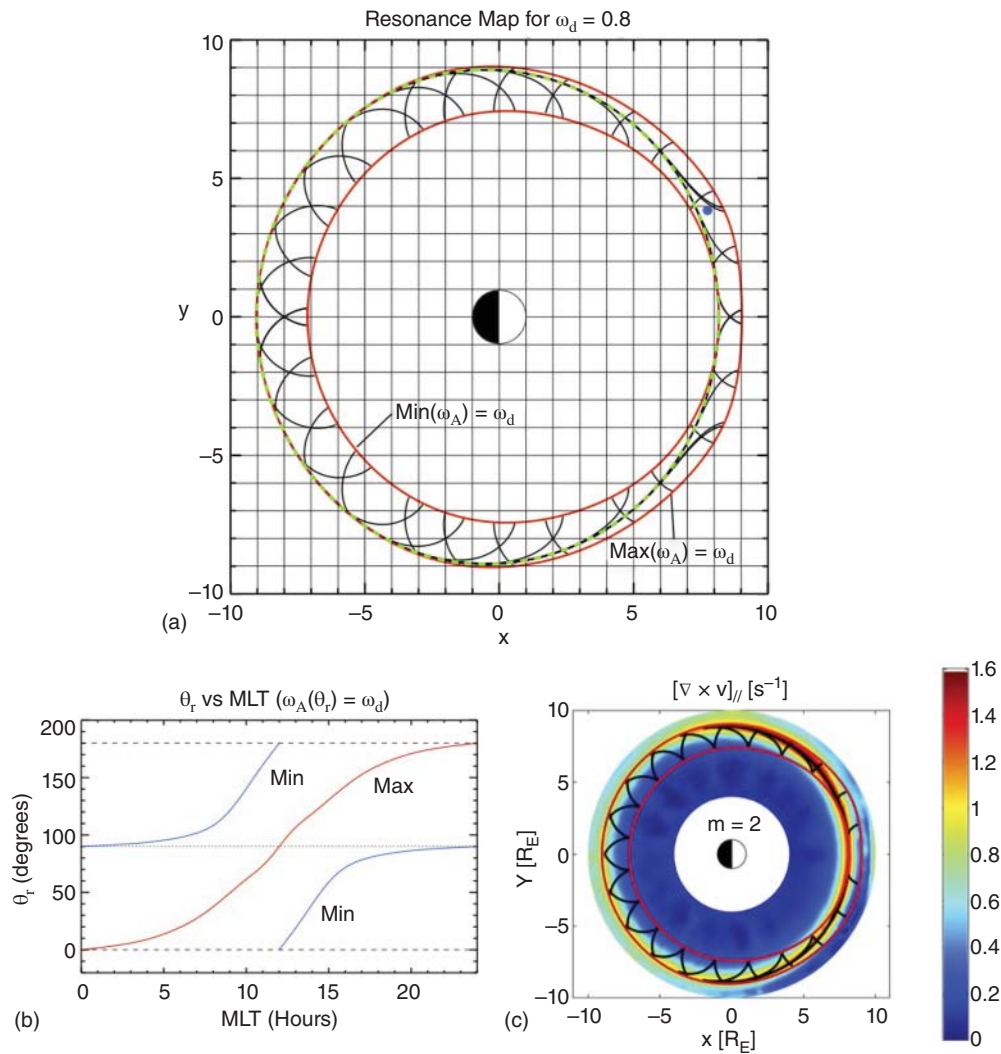 Resonance Map for ω_d = 0.8
10
5
y
0
−5
−10
Min(ω_A) = ω_d
Max(ω_A) = ω_d
−10 −5 0 5 10
x
(a)
θ_r vs MLT (ω_A(θ_r) = ω_d)
200
150
100
50
0
θ_r (degrees)
Min
Max
Min
0 5 10 15 20
MLT (Hours)
(b)
[∇ × v]_// [s⁻¹]
10
5
0
−5
−10
Y [R_E]
m = 2
−10 −5 0 5 10
x [R_E]
(c)
1.6
1.4
1.2
1
0.8
0.6
0.4
0.2
0